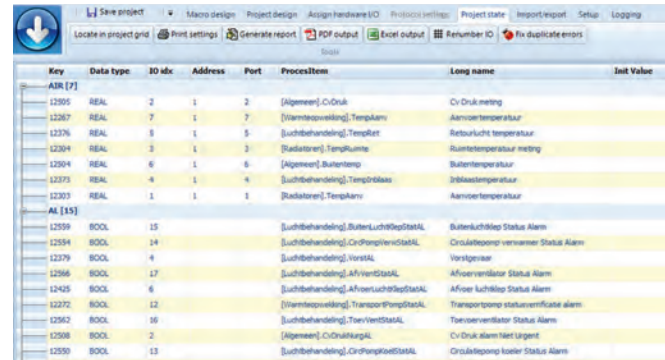 Save project Macro design Project design Assign hardware I/O Protocol settings Project state Import/export Setup Logging
Locate in project grid Print settings Generate report PDF output Excel output Renumber IO Fix duplicate errors
Tools
Key Data type IO idx Address Port ProcesItem Long name Init Value
AIR [7]
12505 REAL 2 1 2 [Algemeen].CvDruk Cv Druk meting
12267 REAL 7 1 7 [Warmteopwekking].TempAanv Aanvoertemperatuur
12376 REAL 5 1 5 [Luchtbehandeling].TempRet Retourlucht temperatuur
12304 REAL 3 1 3 [Radiatoren].TempRuimte Ruimtetemperatuur meting
12504 REAL 6 1 6 [Algemeen].Buitentemp Buitentemperatuur
12373 REAL 4 1 4 [Luchtbehandeling].TempInblaas Inblaastemperatuur
12303 REAL 1 1 1 [Radiatoren].TempAanv Aanvoertemperatuur
AL [15]
12559 BOOL 15 [Luchtbehandeling].BuitenLuchtKlepStatAL Buitenluchtklep Status Alarm
12554 BOOL 14 [Luchtbehandeling].CircPompVerwStatAL Circulatiepomp verwarmer Status Alarm
12379 BOOL 4 [Luchtbehandeling].VorstAL Vorstgevaar
12566 BOOL 17 [Luchtbehandeling].AfvVentStatAL Afvoerventilator Status Alarm
12425 BOOL 6 [Luchtbehandeling].AfvoerLuchtKlepStatAL Afvoer luchtklep Status Alarm
12272 BOOL 12 [Warmteopwekking].TransportPompStatAL Transportpomp statusverrificatie alarm
12562 BOOL 16 [Luchtbehandeling].ToevVentStatAL Toevoerventilator Status Alarm
12508 BOOL 2 [Algemeen].CvDrukNurgAL Cv Druk alarm Niet Urgent
12550 BOOL 13 [Luchtbehandeling].CircPompKoelStatAL Circulatiepomp koeler Status Alarm